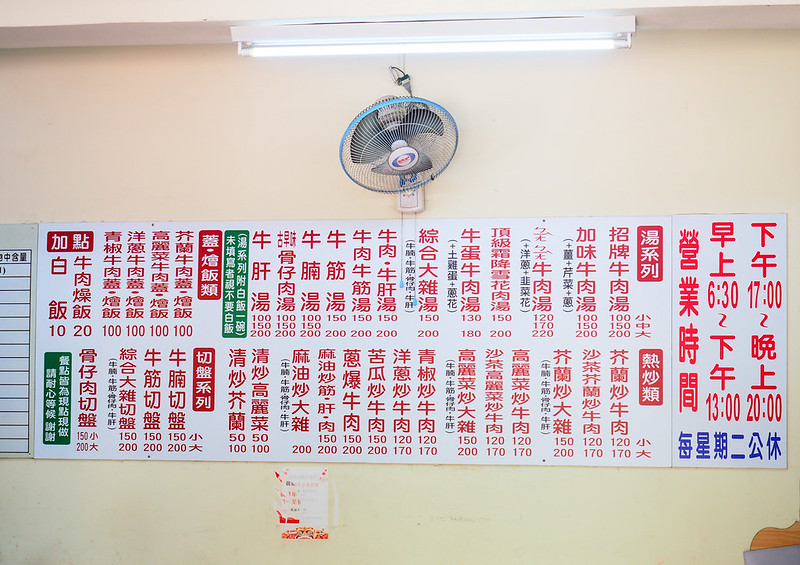 下午17:00~晚上20:00
早上6:30~下午13:00
營業時間
每星期二公休
湯系列
小 中 大
招牌牛肉湯 100 150 200
加味牛肉湯 100 150 200
(+薑+芹菜+蔥)
ㄆㄟㄆㄟ牛肉湯 120 170 220
(+洋蔥+韭菜花)
頂級霜降雪花肉湯 150
牛蛋牛肉湯 130 180
(+土雞蛋+蔥花)
綜合大雜湯 150 200
(牛腩·牛筋·骨仔肉·牛肝)
牛肉·牛肝湯 150 200
牛肉牛筋湯 150 200
牛筋湯 150 200
牛腩湯 100 150 200
古早味骨仔肉湯 100 150 200
牛肝湯 100 150 200
(湯系列附白飯一碗)
未填寫者視不要白飯
蓋·燴飯類
芥蘭牛肉蓋·燴飯 100
高麗菜牛肉蓋·燴飯 100
洋蔥牛肉蓋·燴飯 100
青椒牛肉蓋·燴飯 100
加點
牛肉燥飯 20
白飯 10
熱炒類
小 大
芥蘭炒牛肉 120 170
沙茶芥蘭炒牛肉 120 170
芥蘭炒大雜 150 200
(牛腩·牛筋·骨仔肉·牛肝)
高麗菜炒牛肉 120 170
沙茶高麗菜炒牛肉 120 170
高麗菜炒大雜 150 200
(牛腩·牛筋·骨仔肉·牛肝)
青椒炒牛肉 120 170
洋蔥炒牛肉 120 170
苦瓜炒牛肉 150 200
蔥爆牛肉 150 200
麻油炒筋·肝·肉 150 200
麻油炒大雜 200
(牛腩·牛筋·骨仔肉·牛肝)
清炒高麗菜 50 100
清炒芥蘭 50 100
切盤系列
小 大
牛腩切盤 150 200
牛筋切盤 150 200
綜合大雜切盤 150 200
(牛腩·牛筋·骨仔肉·牛肝)
骨仔肉切盤 150小 200大
餐點皆為現點現做
請耐心等候 謝謝